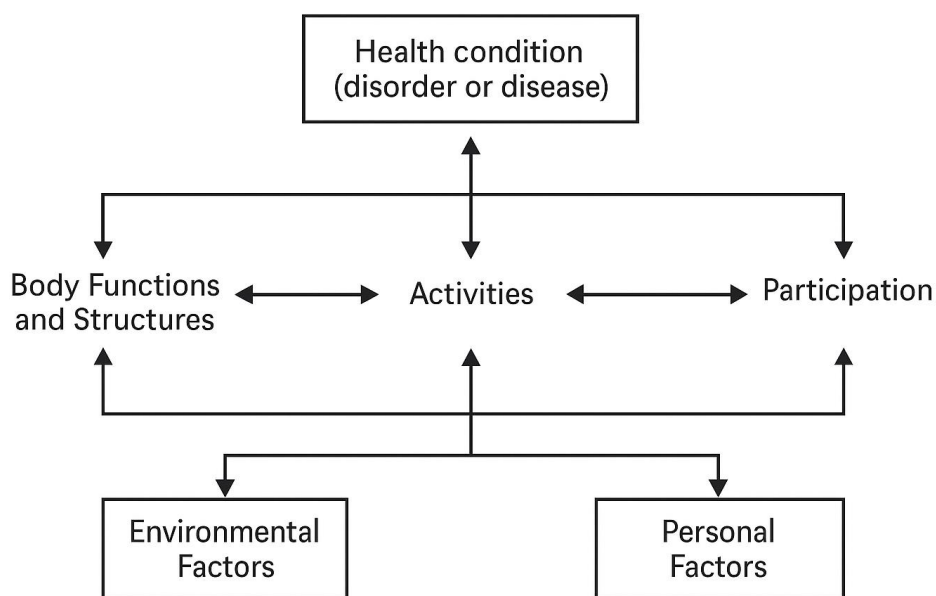 Health condition
(disorder or disease)
Body Functions
and Structures
Activities
Participation
Environmental
Factors
Personal
Factors